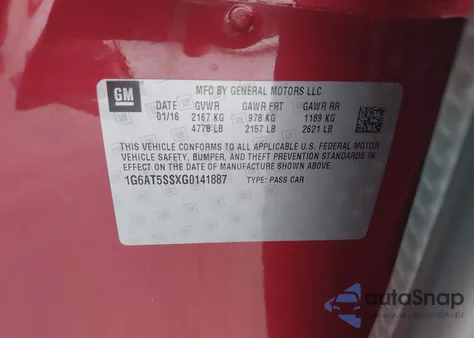 GM
MFD BY GENERAL MOTORS LLC
DATE GVWR GAWR FRT GAWR RR
01/16 2167 KG 978 KG 1189 KG
4778 LB 2157 LB 2621 LB
THIS VEHICLE CONFORMS TO ALL APPLICABLE U.S. FEDERAL MOTOR
VEHICLE SAFETY, BUMPER, AND THEFT PREVENTION STANDARDS IN
EFFECT ON THE DATE OF MANUFACTURE SHOWN ABOVE.
1G6AT5SSXG0141887 TYPE: PASS CAR
autoSnap